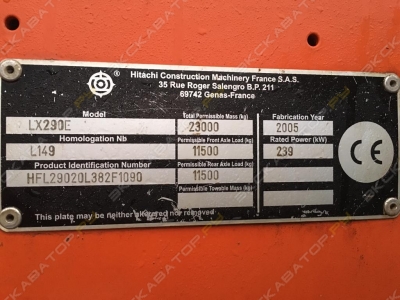 Hitachi Construction Machinery France S.A.S.
35 Rue Roger Salengro B.P. 211
69742 Genas-France
Model Total Permissible Mass (kg) Fabrication Year
LX290E 23000 2005
Homologation Nb Permissible Front Axle Load (kg) Rated Power (kW)
L149 11500 239
Product Identification Number Permissible Rear Axle Load (kg)
HFL29020L382F1090 11500
Permissible Towable Mass (kg)
This plate may be neither altered nor removed
CE
ЭКСКАВАТОР.РУ